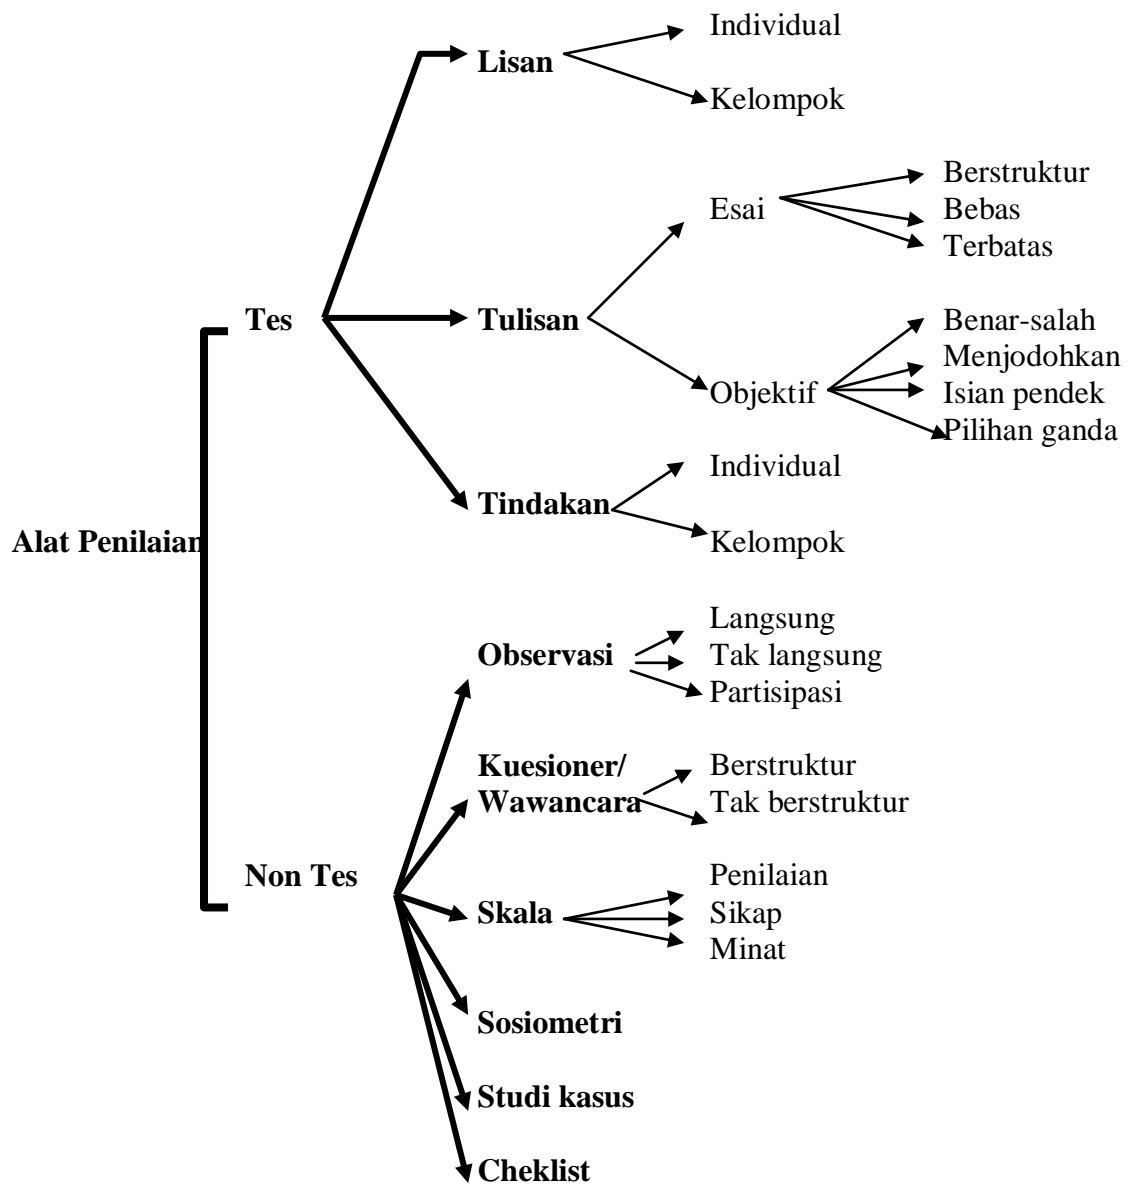 Individual
Lisan
Kelompok
Esai
Berstruktur
Bebas
Terbatas
Tes
Tulisan
Benar-salah
Menjodohkan
Objektif
Isian pendek
Pilihan ganda
Individual
Tindakan
Alat Penilaian
Kelompok
Langsung
Observasi
Tak langsung
Partisipasi
Kuesioner/
Berstruktur
Wawancara
Tak berstruktur
Non Tes
Penilaian
Skala
Sikap
Minat
Sosiometri
Studi kasus
Cheklist